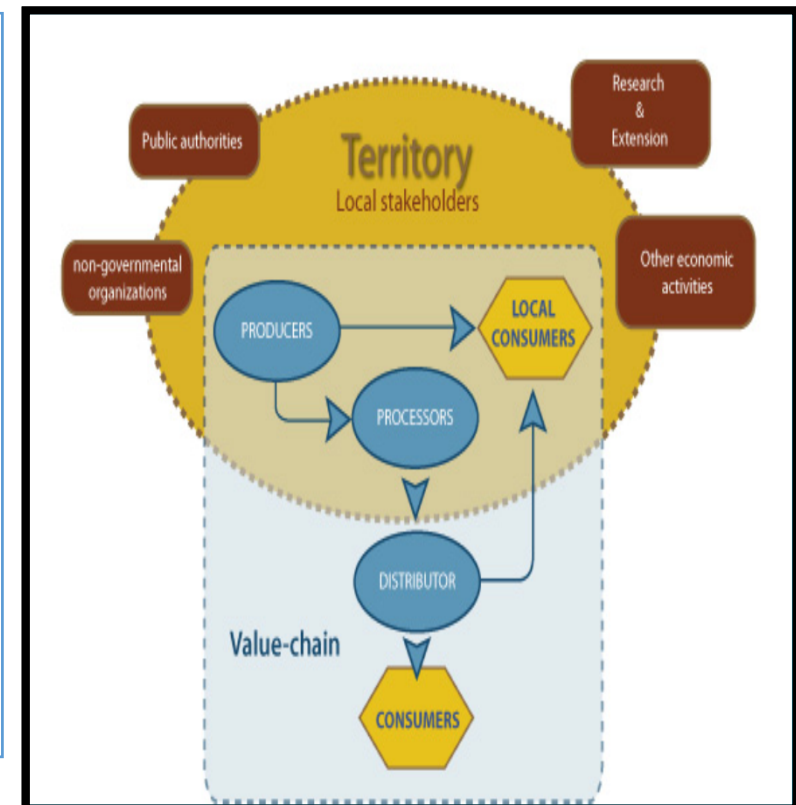 Research
&
Extension
Public authorities
Territory
Local stakeholders
non-governmental
organizations
Other economic
activities
PRODUCERS
LOCAL
CONSUMERS
PROCESSORS
DISTRIBUTOR
Value-chain
CONSUMERS